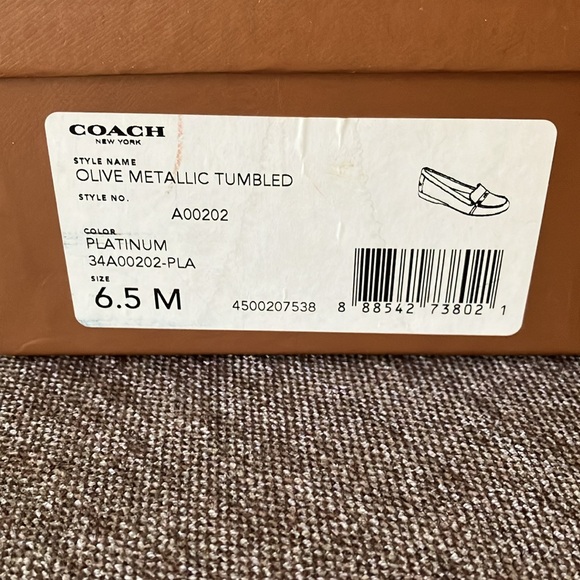 COACH
NEW YORK
STYLE NAME
OLIVE METALLIC TUMBLED
STYLE NO.
A00202
COLOR
PLATINUM
34A00202-PLA
SIZE
6.5 M
4500207538
8 88542 73802 1